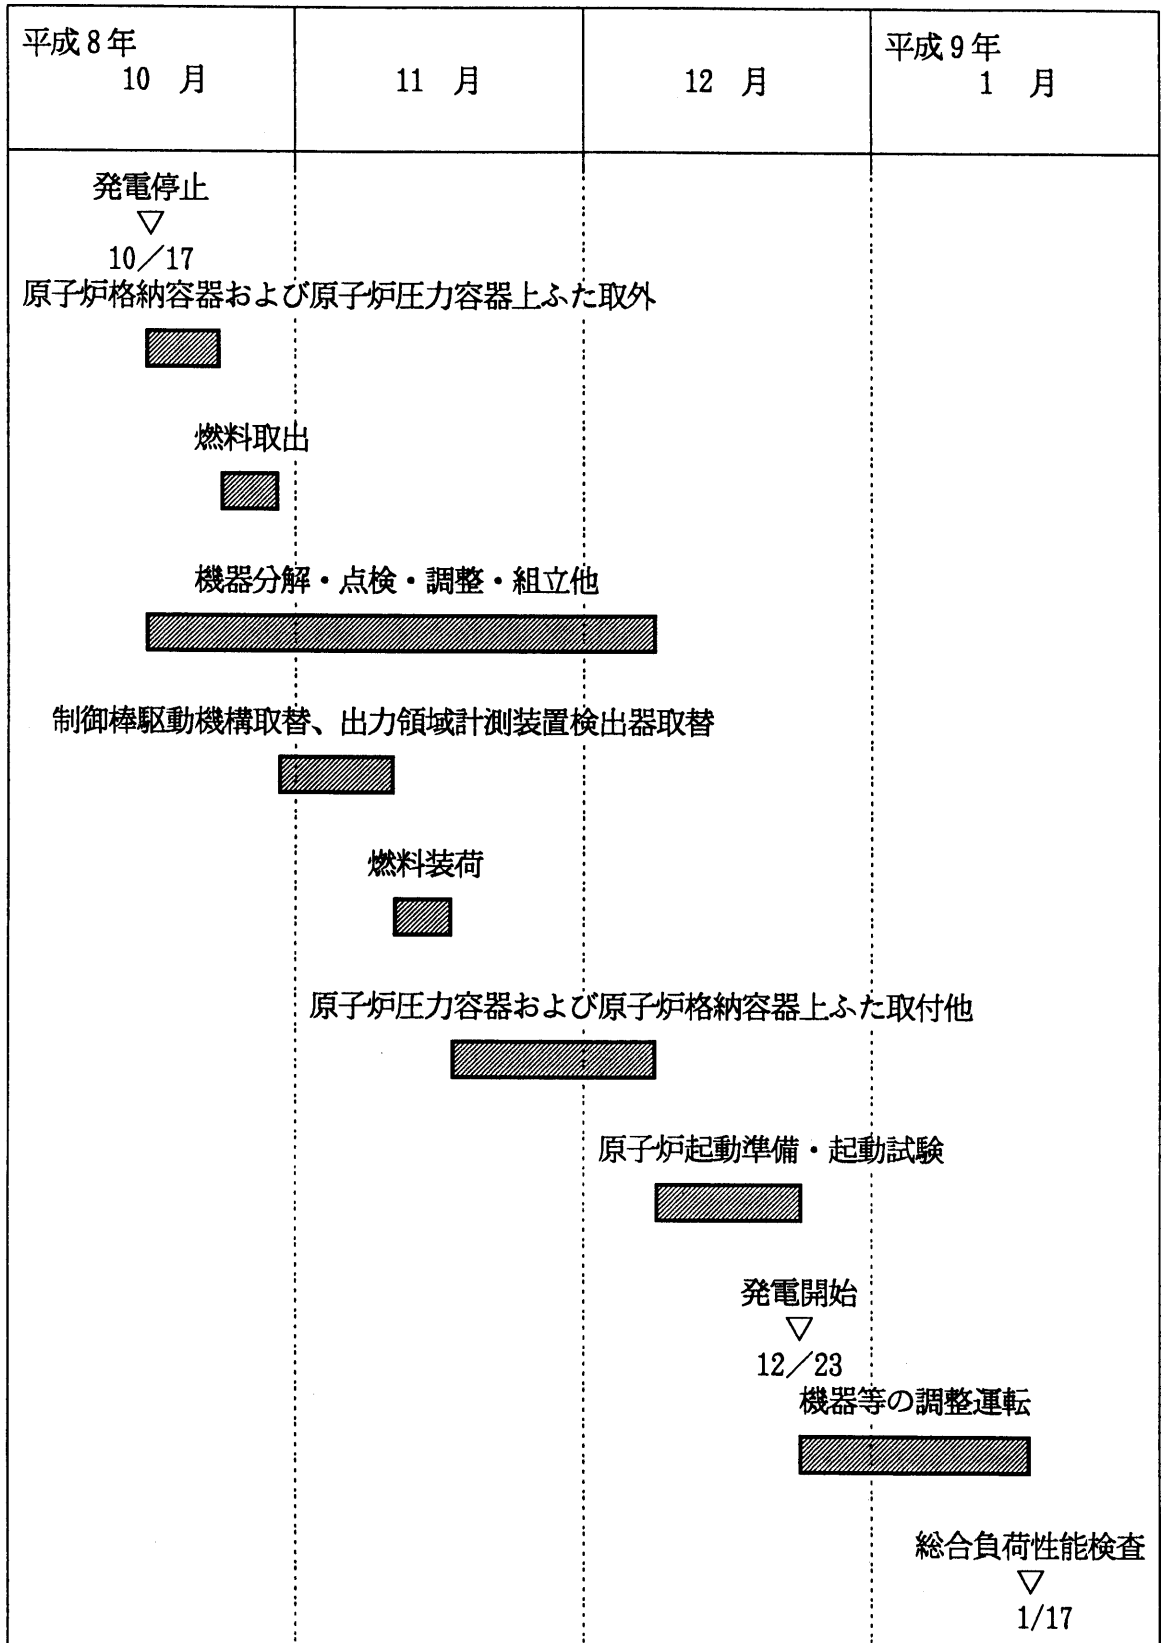 平成8年
10 月
11 月
12 月
平成9年
1 月
発電停止
▽
10/17
原子炉格納容器および原子炉圧力容器上ふた取外
燃料取出
機器分解・点検・調整・組立他
制御棒駆動機構取替、出力領域計測装置検出器取替
燃料装荷
原子炉圧力容器および原子炉格納容器上ふた取付他
原子炉起動準備・起動試験
発電開始
▽
12/23
機器等の調整運転
総合負荷性能検査
▽
1/17